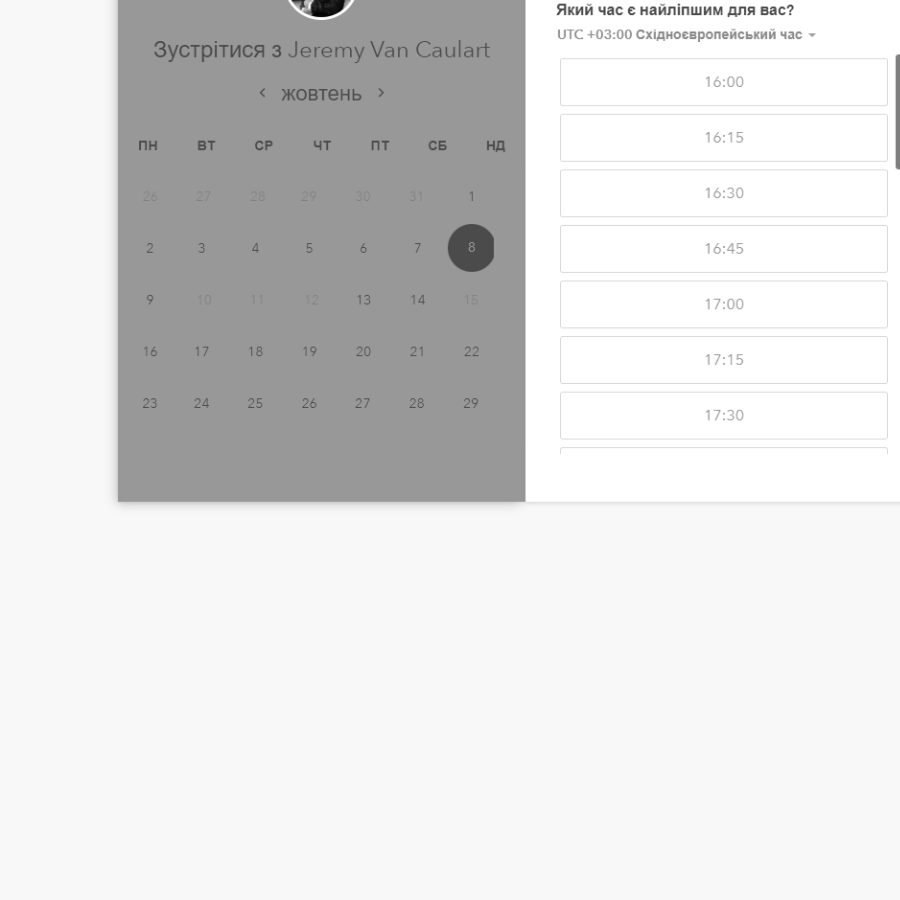 Зустрітися з Jeremy Van Caulart
жовтень
ПН ВТ СР ЧТ ПТ СБ НД
26 27 28 29 30 31 1
2 3 4 5 6 7 8
9 10 11 12 13 14 15
16 17 18 19 20 21 22
23 24 25 26 27 28 29
Який час є найліпшим для вас?
UTC +03:00 Східноєвропейський час
16:00
16:15
16:30
16:45
17:00
17:15
17:30